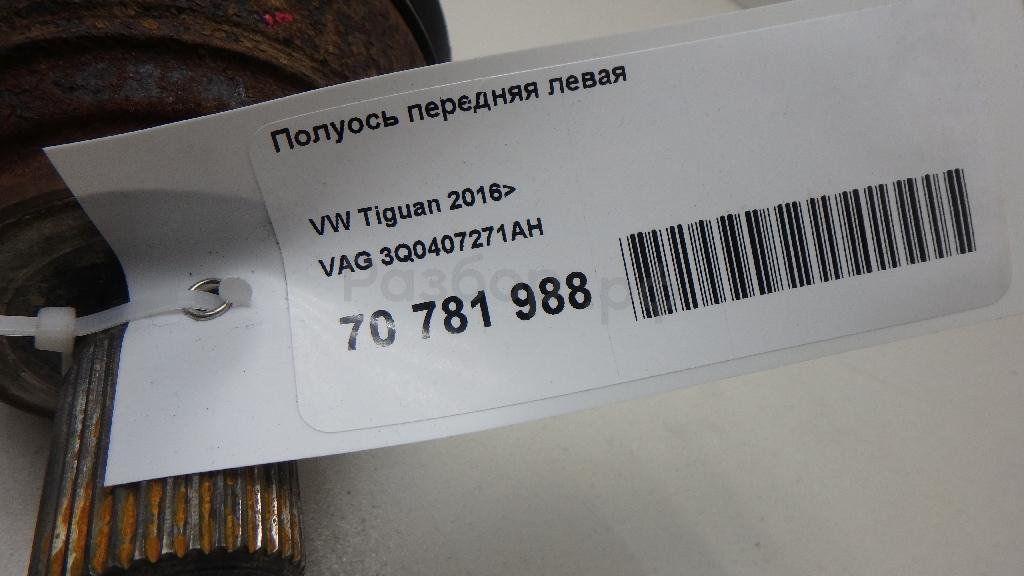 Полуось передняя левая
VW Tiguan 2016>
VAG 3Q0407271AH
70 781 988